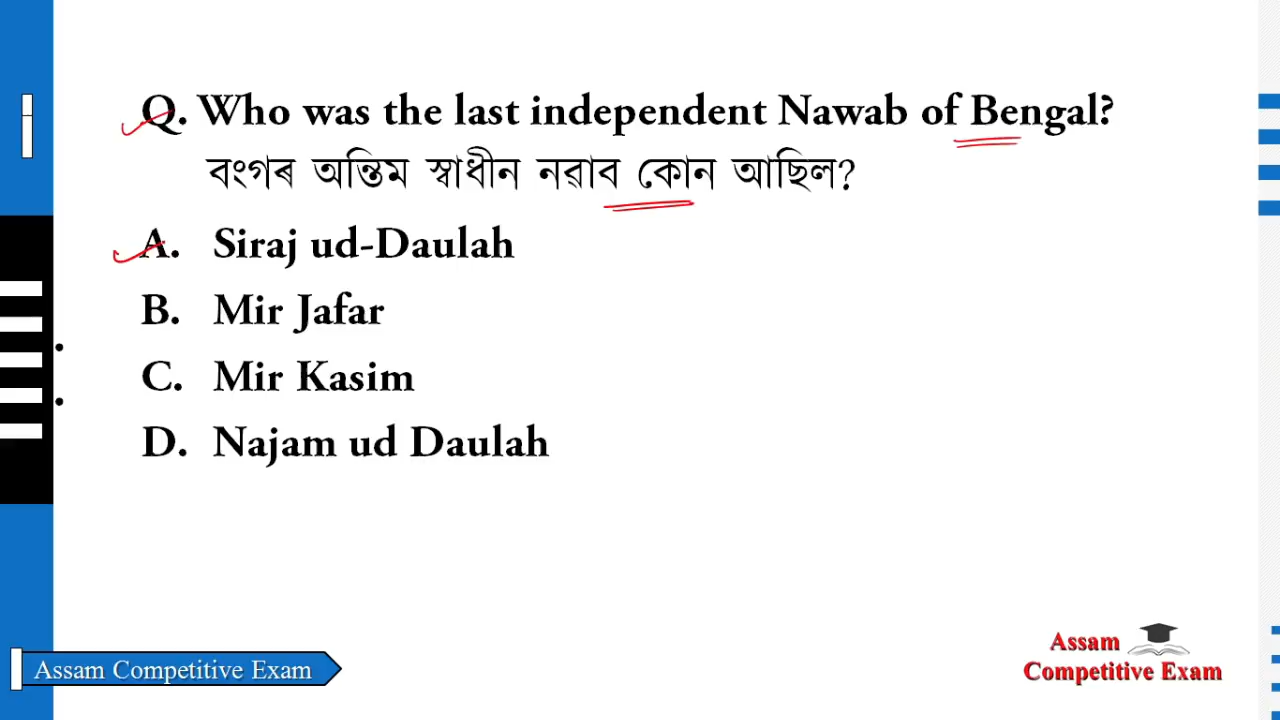 Q. Who was the last independent Nawab of Bengal?
বংগৰ অন্তিম স্বাধীন নৱাব কোন আছিল?
A. Siraj ud-Daulah
B. Mir Jafar
C. Mir Kasim
D. Najam ud Daulah
Assam Competitive Exam
Assam
Competitive Exam